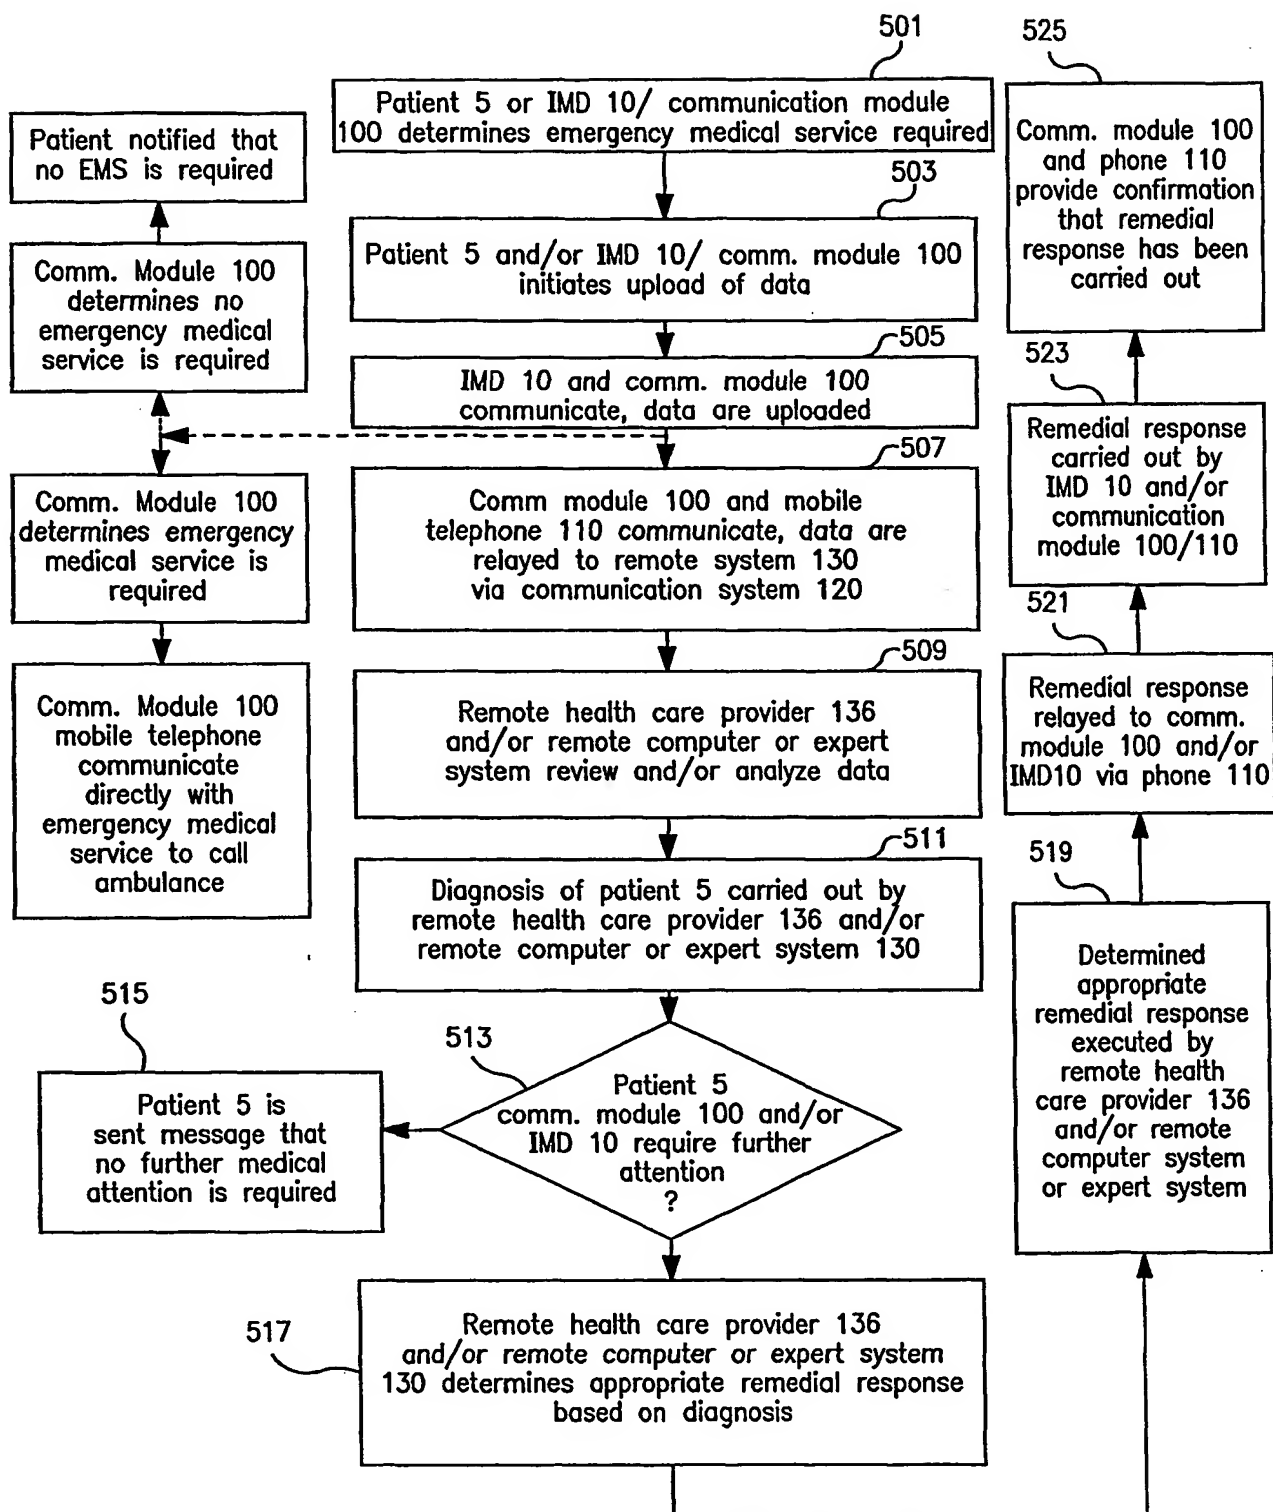 501
Patient 5 or IMD 10/ communication module
100 determines emergency medical service required
503
Patient 5 and/or IMD 10/ comm. module 100
initiates upload of data
505
IMD 10 and comm. module 100
communicate, data are uploaded
Patient notified that
no EMS is required
Comm. Module 100
determines no
emergency medical
service is required
Comm. Module 100
determines emergency
medical service is
required
Comm. Module 100
mobile telephone
communicate
directly with
emergency medical
service to call
ambulance
507
Comm module 100 and mobile
telephone 110 communicate, data are
relayed to remote system 130
via communication system 120
509
Remote health care provider 136
and/or remote computer or expert
system review and/or analyze data
511
Diagnosis of patient 5 carried out by
remote health care provider 136 and/or
remote computer or expert system 130
513
Patient 5
comm. module 100 and/or
IMD 10 require further
attention
?
515
Patient 5 is
sent message that
no further medical
attention is required
517
Remote health care provider 136
and/or remote computer or expert system
130 determines appropriate remedial response
based on diagnosis
519
Determined
appropriate
remedial response
executed by
remote health
care provider 136
and/or remote
computer system
or expert system
521
Remedial response
relayed to comm.
module 100 and/or
IMD10 via phone 110
523
Remedial response
carried out by
IMD 10 and/or
communication
module 100/110
525
Comm. module 100
and phone 110
provide confirmation
that remedial
response has been
carried out